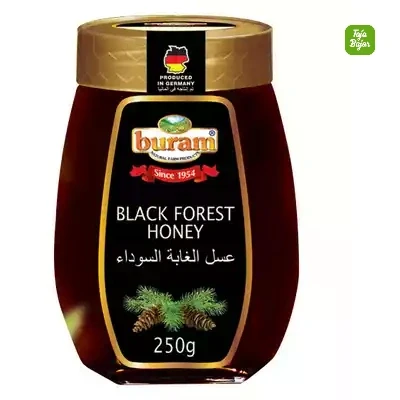 Taja
Bajar
PRODUCED
IN GERMANY
تم إنتاجه في ألمانيا
buram
NATURAL FARM PRODUCTS
Since 1954
BLACK FOREST
HONEY
عسل الغابة السوداء
250g